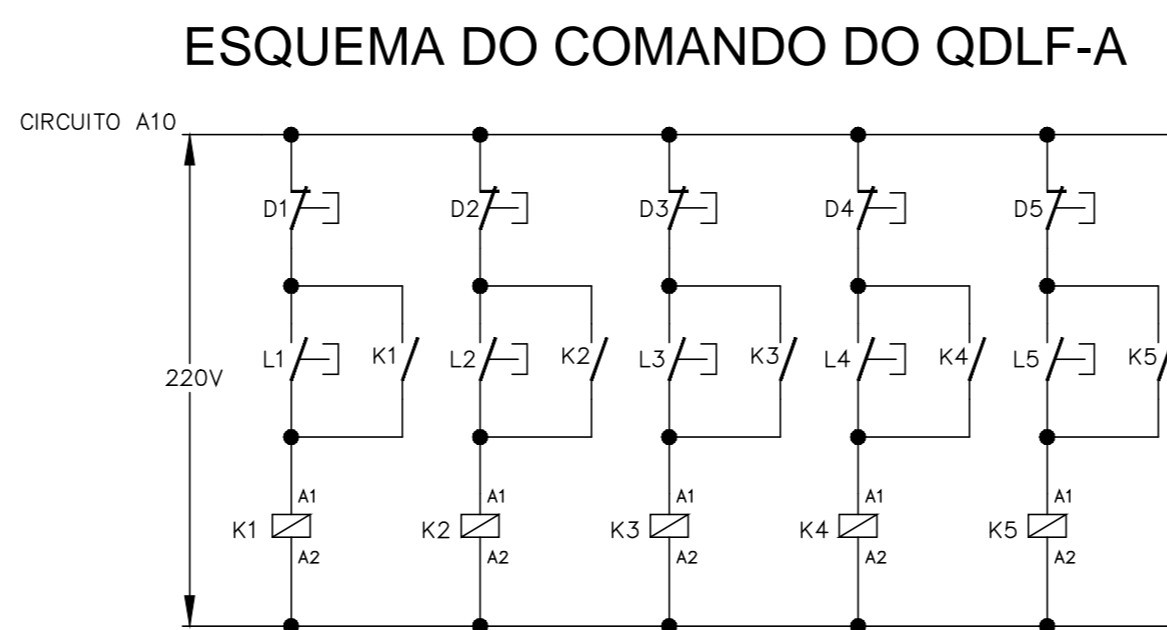 ESQUEMA DO COMANDO DO QDLF-A
CIRCUITO A10
D1 D2 D3 D4 D5
L1 K1 L2 K2 L3 K3 L4 K4 L5 K5
220V
A1 A1 A1 A1 A1
K1 K2 K3 K4 K5
A2 A2 A2 A2 A2